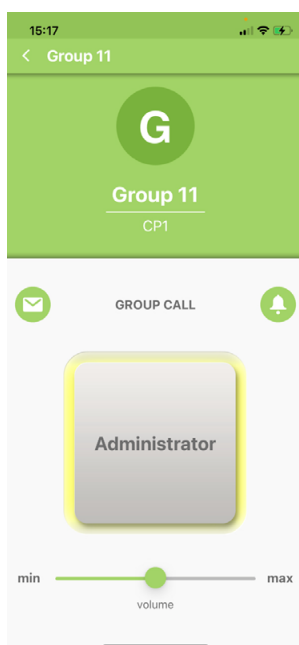 15:17
Group 11
G
Group 11
CP1
GROUP CALL
Administrator
min
max
volume